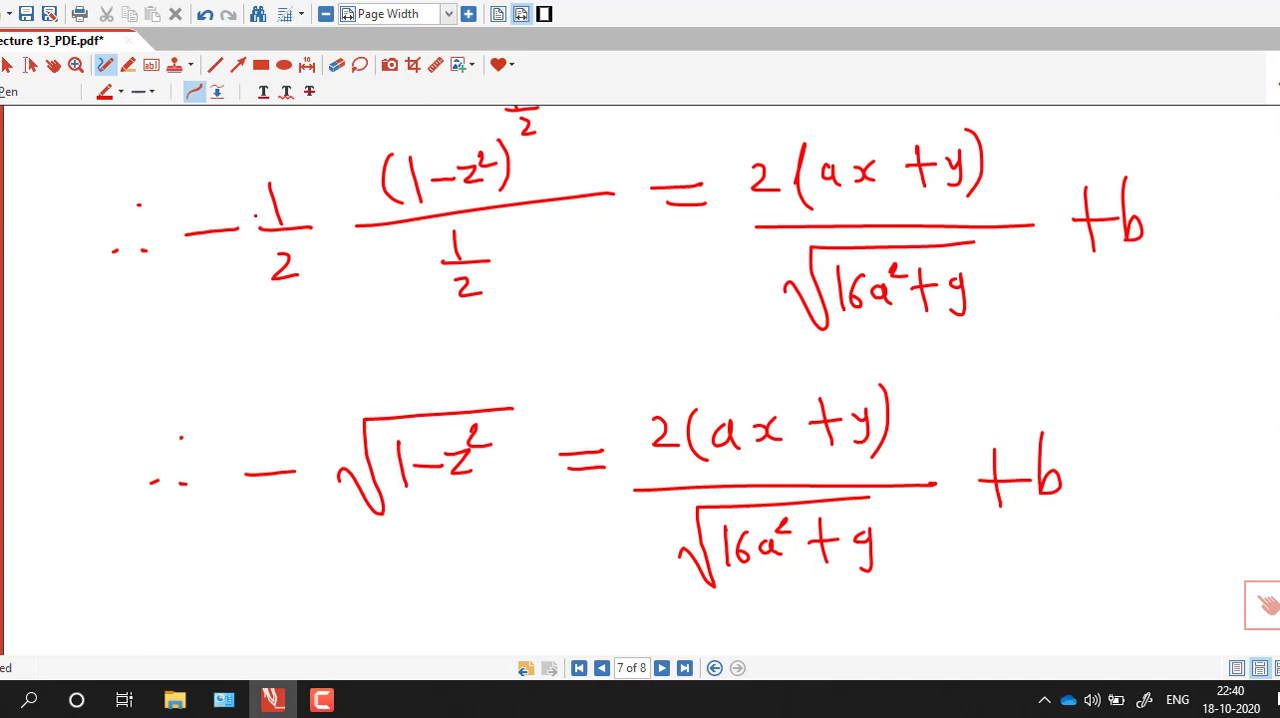 Page Width
ecture 13_PDE.pdf*
Pen
∴ - 1/2 (1-z²)^(1/2) / (1/2) = 2(ax + y) / √(16a² + 9) + b
∴ - √(1-z²) = 2(ax + y) / √(16a² + 9) + b
ed
7 of 8
ENG
22:40
18-10-2020